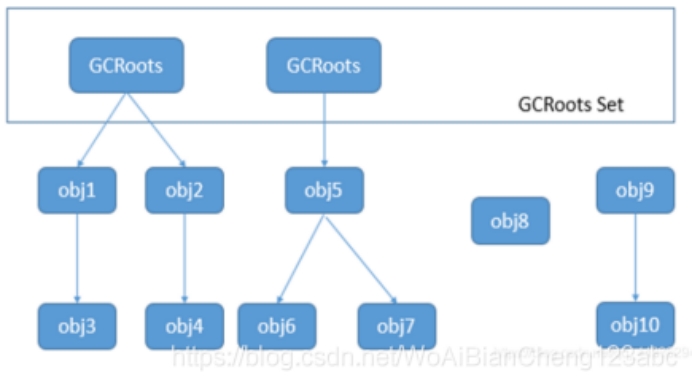 GCRoots
GCRoots
GCRoots Set
obj1
obj2
obj5
obj8
obj9
obj3
obj4
obj6
obj7
obj10
https://blog.csdn.net/WoAiBianCheng123abc